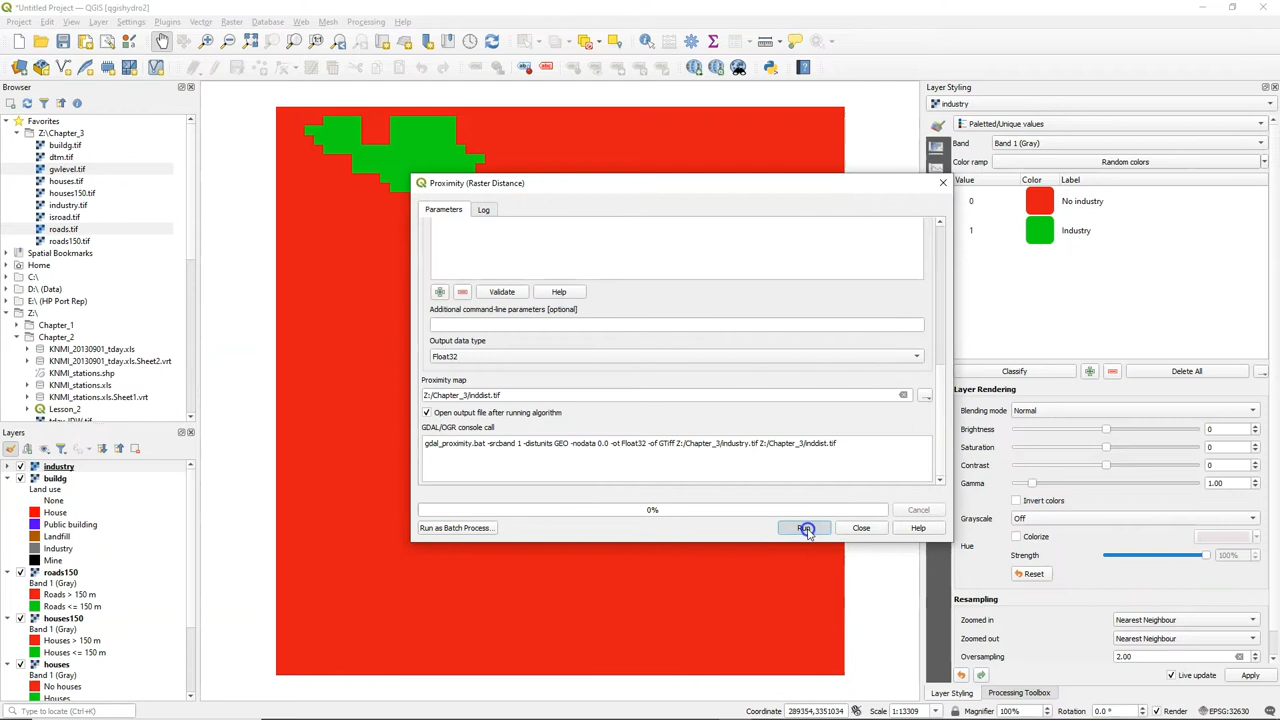 *Untitled Project — QGIS [qgishydro2]
Project Edit View Layer Settings Plugins Vector Raster Database Web Mesh Processing Help
Browser
Favorites
Z:\Chapter_3
buildg.tif
dtm.tif
gwlevel.tif
houses.tif
houses150.tif
industry.tif
isroad.tif
roads.tif
roads150.tif
Spatial Bookmarks
Home
C:\
D:\ (Data)
E:\ (HP Port Rep)
Z:\
Chapter_1
Chapter_2
KNMI_20130901_tday.xls
KNMI_20130901_tday.xls.Sheet2.vrt
KNMI_stations.shp
KNMI_stations.xls
KNMI_stations.xls.Sheet1.vrt
Lesson_2
tday_IDW.tif
Layers
industry
buildg
Land use
None
House
Public building
Landfill
Industry
Mine
roads150
Band 1 (Gray)
Roads > 150 m
Roads <= 150 m
houses150
Band 1 (Gray)
Houses > 150 m
Houses <= 150 m
houses
Band 1 (Gray)
No houses
Houses
Proximity (Raster Distance)
Parameters Log
Validate Help
Additional command-line parameters [optional]
Output data type
Float32
Proximity map
Z:/Chapter_3/inddist.tif
Open output file after running algorithm
GDAL/OGR console call
gdal_proximity.bat -srcband 1 -distunits GEO -nodata 0.0 -ot Float32 -of GTiff Z:/Chapter_3/industry.tif Z:/Chapter_3/inddist.tif
0% Cancel
Run as Batch Process... Run Close Help
Layer Styling
industry
Paletted/Unique values
Band Band 1 (Gray)
Color ramp Random colors
Value Color Label
0 No industry
1 Industry
Classify Delete All ...
Layer Rendering
Blending mode Normal
Brightness 0
Saturation 0
Contrast 0
Gamma 1.00
Invert colors
Grayscale Off
Hue Colorize
Strength 100%
Reset
Resampling
Zoomed in Nearest Neighbour
Zoomed out Nearest Neighbour
Oversampling 2.00
Live update Apply
Layer Styling Processing Toolbox
Type to locate (Ctrl+K) Coordinate 289354,3351034 Scale 1:13309 Magnifier 100% Rotation 0.0 ° Render EPSG:32630